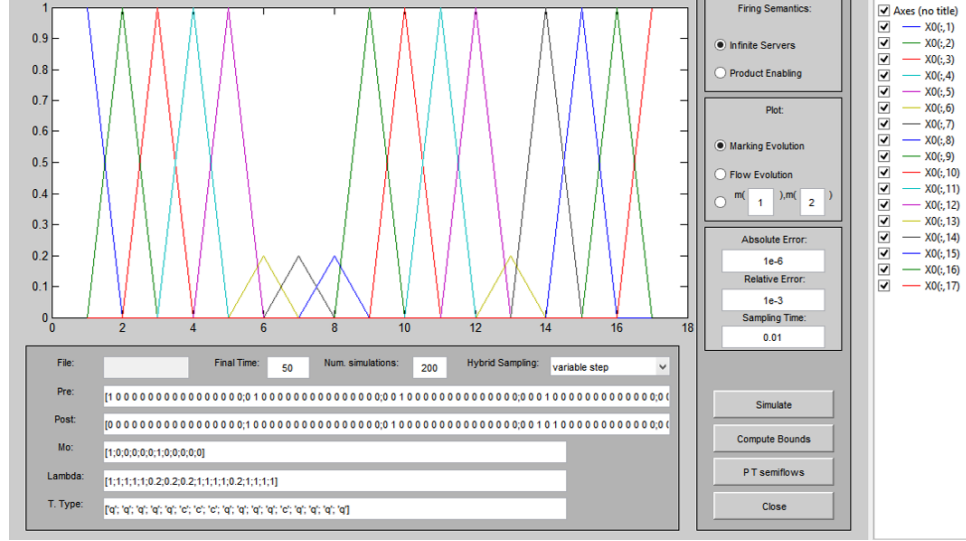 1
0.9
0.8
0.7
0.6
0.5
0.4
0.3
0.2
0.1
0
0 2 4 6 8 10 12 14 16 18
Firing Semantics:
Infinite Servers
Product Enabling
Plot:
Marking Evolution
Flow Evolution
m( 1 ),m( 2 )
Absolute Error:
1e-6
Relative Error:
1e-3
Sampling Time:
0.01
File: Final Time: 50 Num. simulations: 200 Hybrid Sampling: variable step
Pre: [1 0 0 0 0 0 0 0 0 0 0 0 0 0 0 0 0;0 1 0 0 0 0 0 0 0 0 0 0 0 0 0 0 0;0 0 1 0 0 0 0 0 0 0 0 0 0 0 0 0 0;0 0 0 1 0 0 0 0 0 0 0 0 0 0 0 0 0;0
Post: [0 0 0 0 0 0 0 0 0 0 0 0 0 0 0 0 0;1 0 0 0 0 0 0 0 0 0 0 0 0 0 0 0 0;0 1 0 0 0 0 0 0 0 0 0 0 0 0 0 0 0;0 0 1 0 1 0 0 0 0 0 0 0 0 0 0 0 0;0
Mo: [1;0;0;0;0;0;1;0;0;0;0;0]
Lambda: [1;1;1;1;1;0.2;0.2;0.2;1;1;1;1;0.2;1;1;1;1]
T. Type: ['q'; 'q'; 'q'; 'q'; 'q'; 'c'; 'c'; 'c'; 'q'; 'q'; 'q'; 'q'; 'c'; 'q'; 'q'; 'q'; 'q']
Simulate
Compute Bounds
P T semiflows
Close
Axes (no title)
X0(:,1)
X0(:,2)
X0(:,3)
X0(:,4)
X0(:,5)
X0(:,6)
X0(:,7)
X0(:,8)
X0(:,9)
X0(:,10)
X0(:,11)
X0(:,12)
X0(:,13)
X0(:,14)
X0(:,15)
X0(:,16)
X0(:,17)